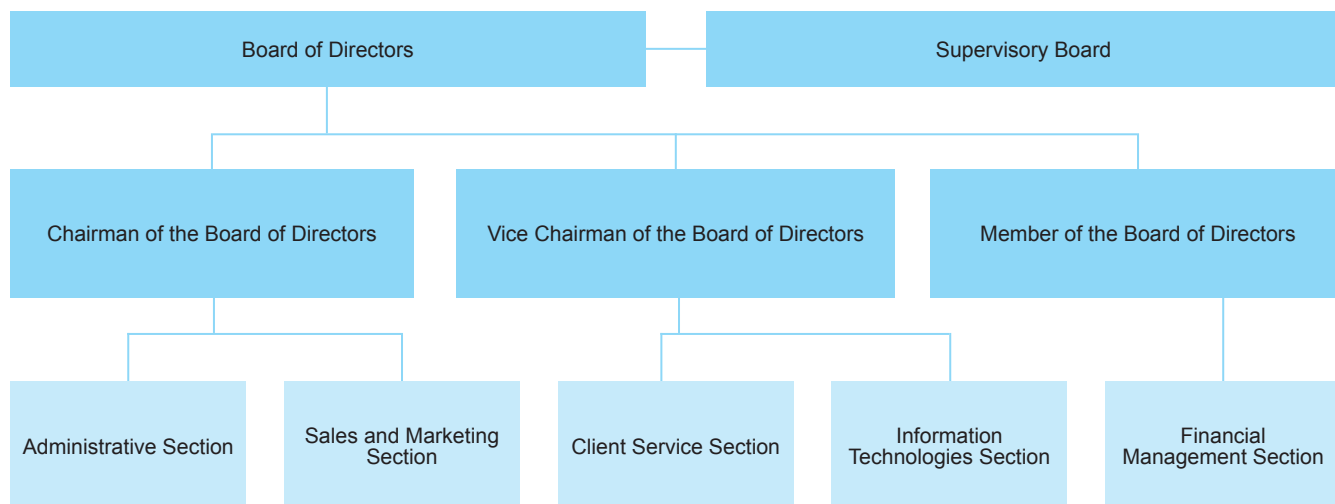 Board of Directors
Supervisory Board
Chairman of the Board of Directors
Vice Chairman of the Board of Directors
Member of the Board of Directors
Administrative Section
Sales and Marketing
Section
Client Service Section
Information
Technologies Section
Financial
Management Section